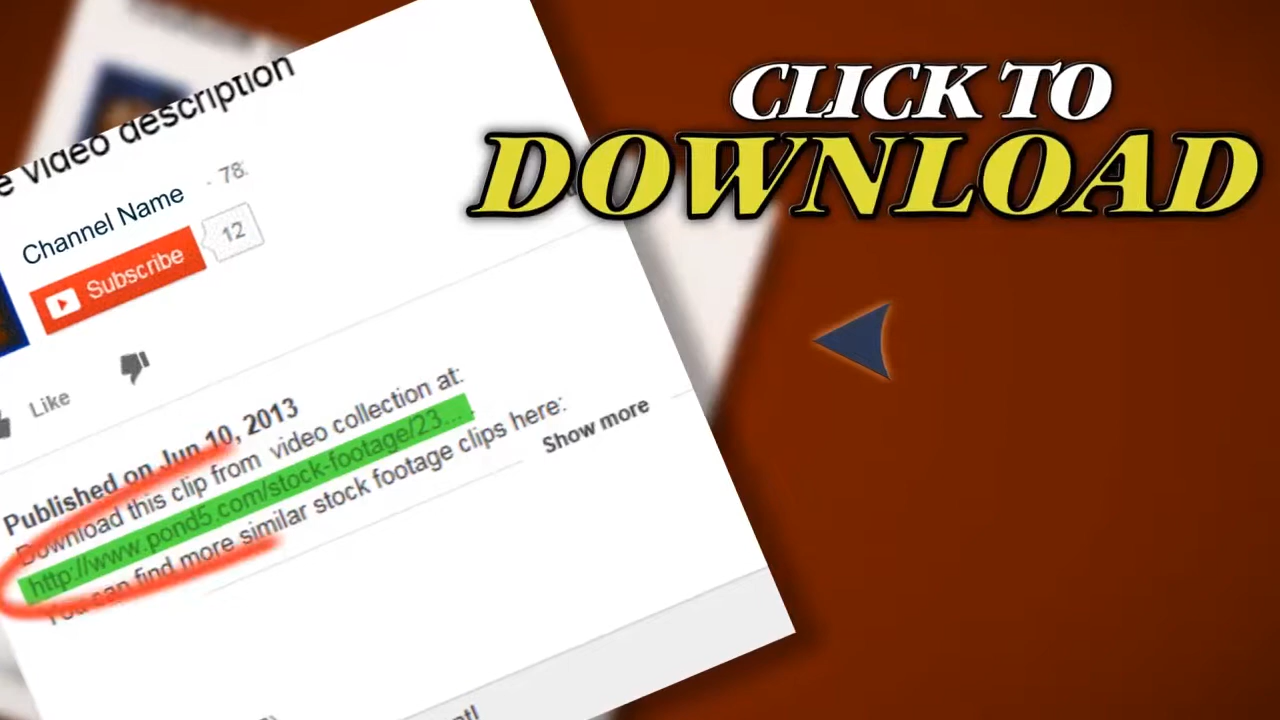 CLICK TO
DOWNLOAD
video description
Channel Name
78
Subscribe
12
Like
Published on Jun 10, 2013
Download this clip from video collection at:
http://www.pond5.com/stock-footage/23...
You can find more similar stock footage clips here:
Show more